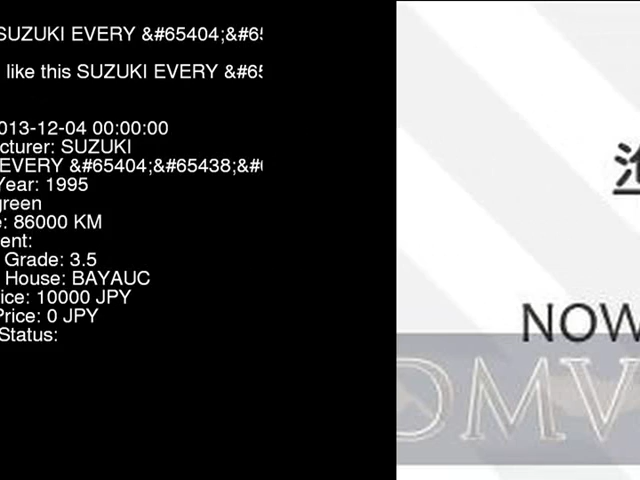 SUZUKI EVERY &#65404;&#65
like this SUZUKI EVERY &#65
013-12-04 00:00:00
cturer: SUZUKI
EVERY &#65404;&#65438;&#6
Year: 1995
green
e: 86000 KM
ent:
Grade: 3.5
House: BAYAUC
ice: 10000 JPY
Price: 0 JPY
Status:
NOW
DMV